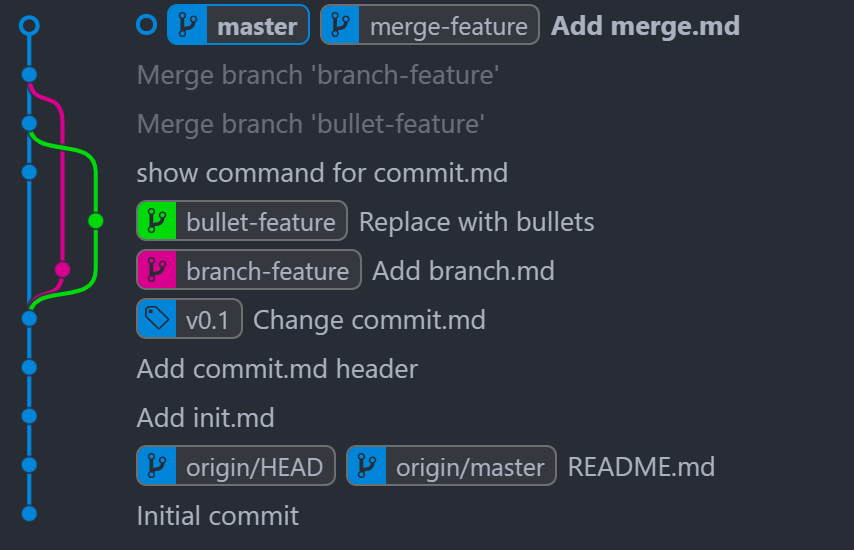 master merge-feature Add merge.md
Merge branch 'branch-feature'
Merge branch 'bullet-feature'
show command for commit.md
bullet-feature Replace with bullets
branch-feature Add branch.md
v0.1 Change commit.md
Add commit.md header
Add init.md
origin/HEAD origin/master README.md
Initial commit